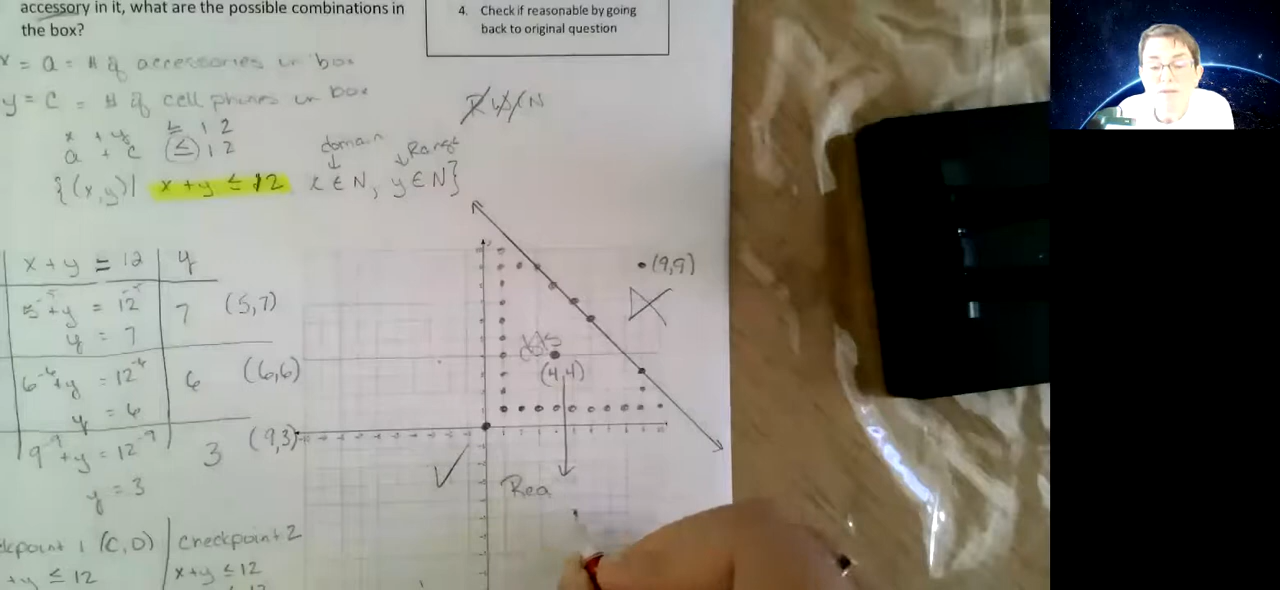 accessory in it, what are the possible combinations in
the box?
4. Check if reasonable by going
back to original question
x = a = # of accessories in box
y = C = # of cell phones in box
x + y ≤ 12
a + c ≤ 12
domain
Range
{(x,y)| x + y ≤ 12 x ∈ N, y ∈ N}
x + y = 12 y
5 + y = 12 7 (5,7)
y = 7
6 + y = 12 6 (6,6)
y = 6
9 + y = 12 3 (9,3)
y = 3
(9,9)
(4,4)
Rea
kpoint 1 (0,0) checkpoint 2
+y ≤ 12 x+y ≤12